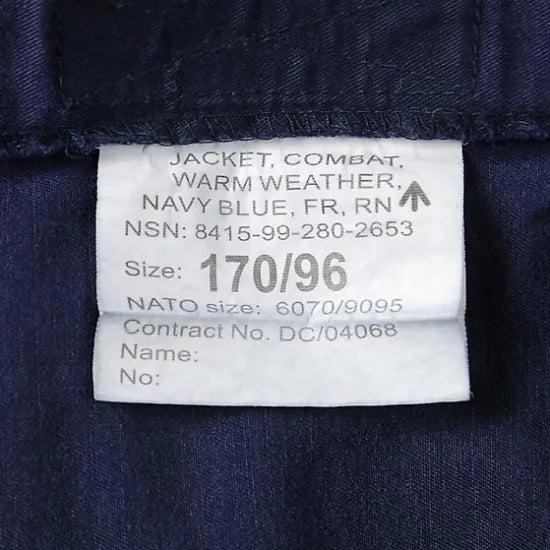 JACKET, COMBAT,
WARM WEATHER,
NAVY BLUE, FR, RN
NSN: 8415-99-280-2653
Size: 170/96
NATO size: 6070/9095
Contract No. DC/04068
Name:
No: